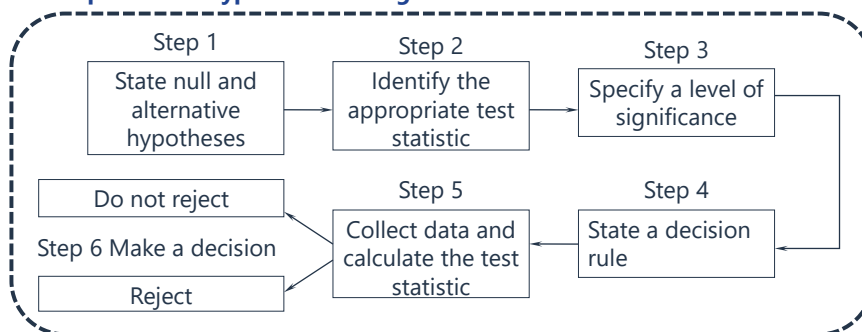 Step 1
State null and
alternative
hypotheses
Step 2
Identify the
appropriate test
statistic
Step 3
Specify a level of
significance
Step 4
State a decision
rule
Step 5
Collect data and
calculate the test
statistic
Do not reject
Step 6 Make a decision
Reject